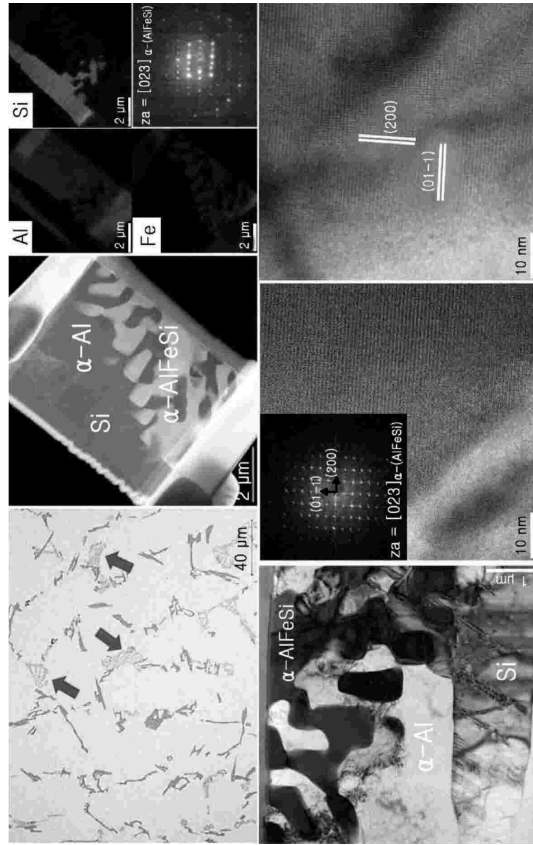 40 μm
Si
α-Al
α-AlFeSi
2 μm
Al
2 μm
Si
2 μm
Fe
2 μm
za = [023]α-(AlFeSi)
α-AlFeSi
α-Al
Si
1 μm
(01-1)
(200)
za = [023]α-(AlFeSi)
10 nm
(200)
(01-1)
10 nm